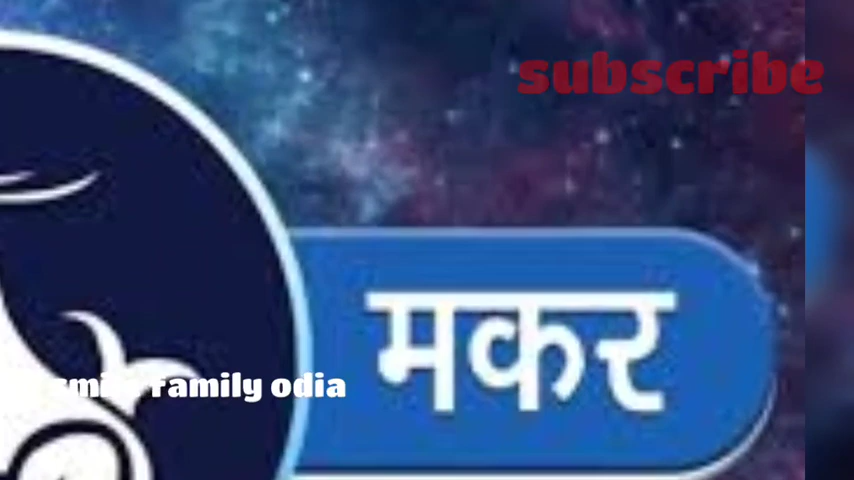 subscribe
मकर
family odia